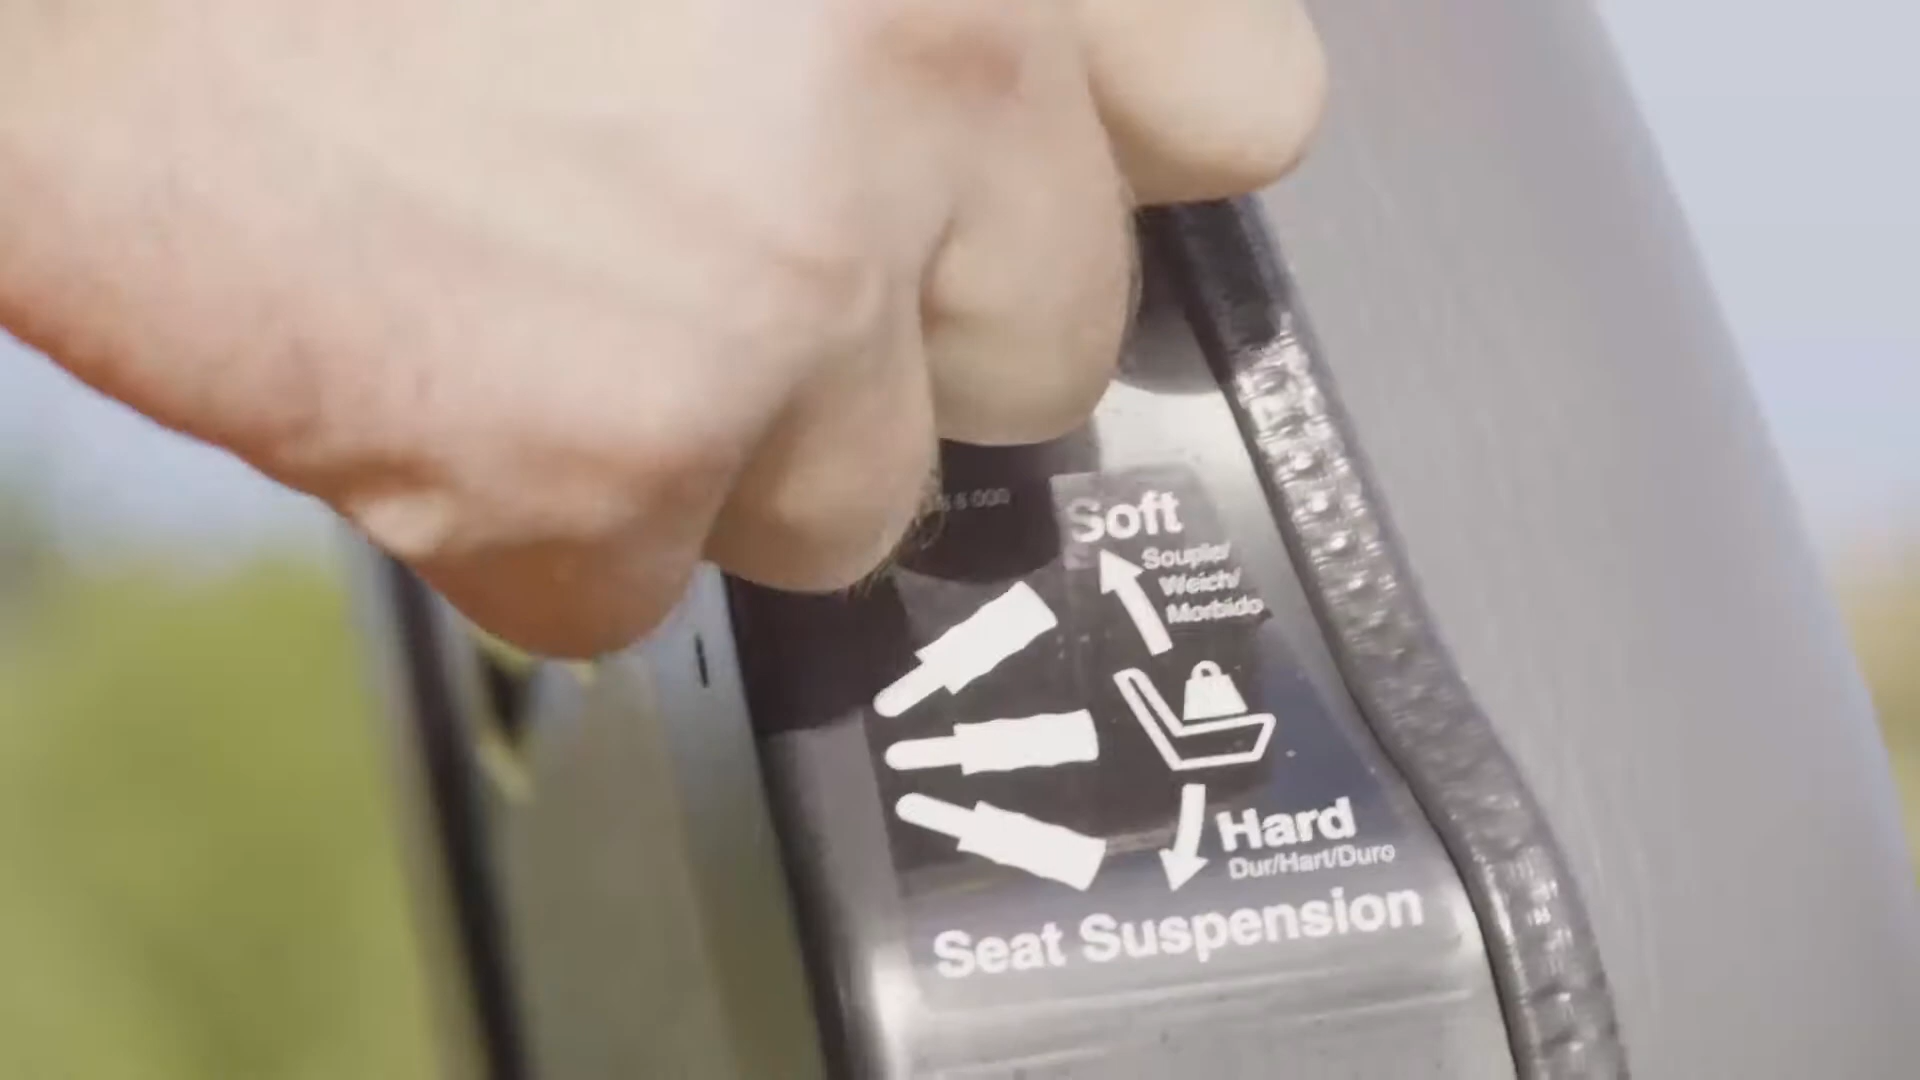 Soft
Souple/
Weich/
Morbido
Hard
Dur/Hart/Duro
Seat Suspension